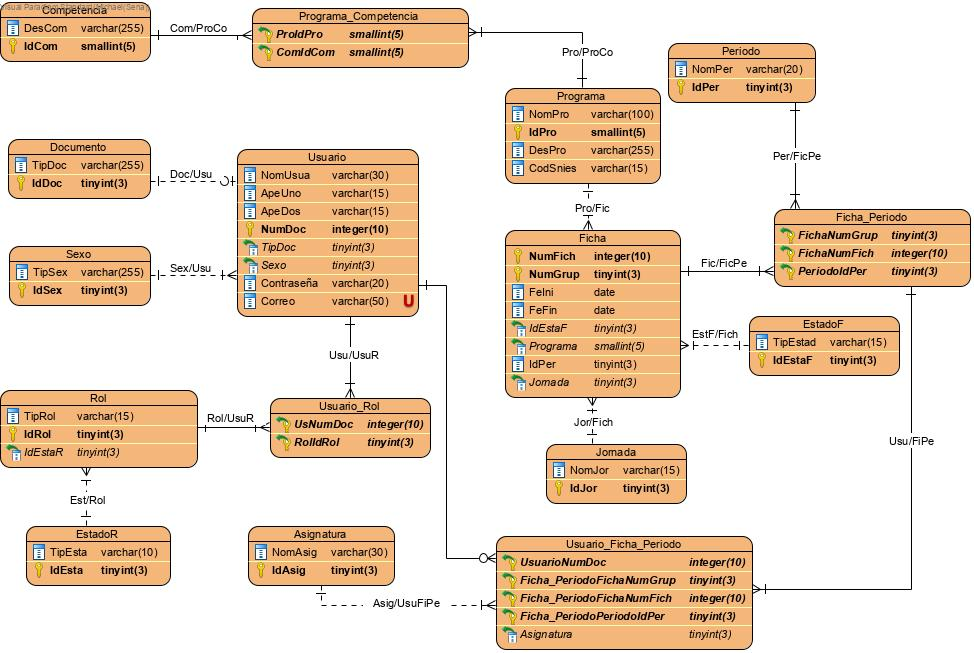 Visual Paradigm Standard(Michael(Sena))
Competencia
DesCom varchar(255)
IdCom smallint(5)
Com/ProCo
Programa_Competencia
ProIdPro smallint(5)
ComIdCom smallint(5)
Pro/ProCo
Periodo
NomPer varchar(20)
IdPer tinyint(3)
Programa
NomPro varchar(100)
IdPro smallint(5)
DesPro varchar(255)
CodSnies varchar(15)
Per/FicPe
Documento
TipDoc varchar(255)
IdDoc tinyint(3)
Doc/Usu
Usuario
NomUsua varchar(30)
ApeUno varchar(15)
ApeDos varchar(15)
NumDoc integer(10)
TipDoc tinyint(3)
Sexo tinyint(3)
Contraseña varchar(20)
Correo varchar(50) U
Pro/Fic
Ficha_Periodo
FichaNumGrup tinyint(3)
FichaNumFich integer(10)
PeriodoIdPer tinyint(3)
Sexo
TipSex varchar(255)
IdSex tinyint(3)
Sex/Usu
Ficha
NumFich integer(10)
NumGrup tinyint(3)
FeIni date
FeFin date
IdEstaF tinyint(3)
Programa smallint(5)
IdPer tinyint(3)
Jornada tinyint(3)
Fic/FicPe
EstF/Fich
EstadoF
TipEstad varchar(15)
IdEstaF tinyint(3)
Usu/UsuR
Rol
TipRol varchar(15)
IdRol tinyint(3)
IdEstaR tinyint(3)
Rol/UsuR
Usuario_Rol
UsNumDoc integer(10)
RolIdRol tinyint(3)
Jor/Fich
Usu/FiPe
Jornada
NomJor varchar(15)
IdJor tinyint(3)
Est/Rol
EstadoR
TipEsta varchar(10)
IdEsta tinyint(3)
Asignatura
NomAsig varchar(30)
IdAsig tinyint(3)
Asig/UsuFiPe
Usuario_Ficha_Periodo
UsuarioNumDoc integer(10)
Ficha_PeriodoFichaNumGrup tinyint(3)
Ficha_PeriodoFichaNumFich integer(10)
Ficha_PeriodoPeriodoIdPer tinyint(3)
Asignatura tinyint(3)